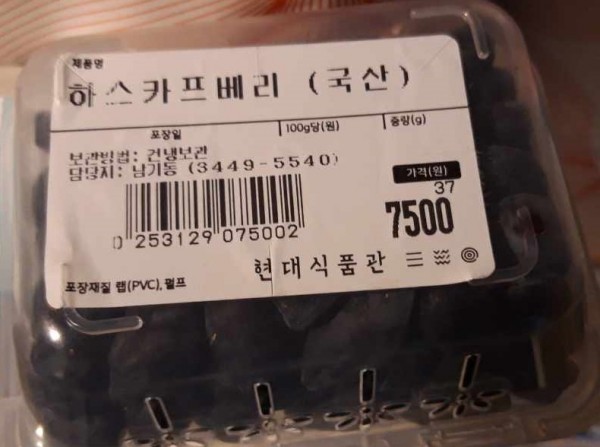 제품명
하스카프베리 (국산)
포장일 100g당(원) 중량(g)
보관방법: 건냉보관
담당자: 남기동 (3449-5540)
가격(원)
37
7500
0 253129 075002
현대식품관
포장재질 랩(PVC), 펄프